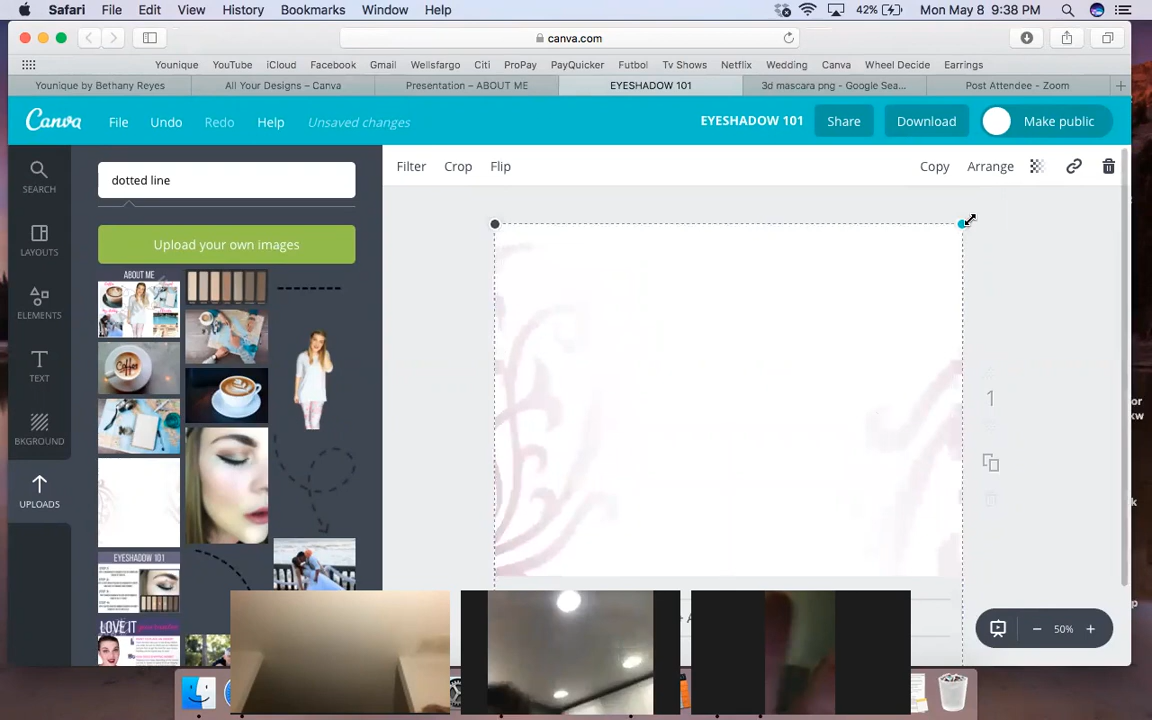 Safari File Edit View History Bookmarks Window Help 42% Mon May 8 9:38 PM
canva.com
Younique YouTube iCloud Facebook Gmail Wellsfargo Citi ProPay PayQuicker Futbol Tv Shows Netflix Wedding Canva Wheel Decide Earrings
Younique by Bethany Reyes All Your Designs – Canva Presentation – ABOUT ME EYESHADOW 101 3d mascara png - Google Sea... Post Attendee - Zoom
Canva File Undo Redo Help Unsaved changes EYESHADOW 101 Share Download Make public
Filter Crop Flip Copy Arrange
SEARCH
LAYOUTS
ELEMENTS
TEXT
BKGROUND
UPLOADS
dotted line
Upload your own images
ABOUT ME
Coffee
EYESHADOW 101
LOVE IT
1
50%